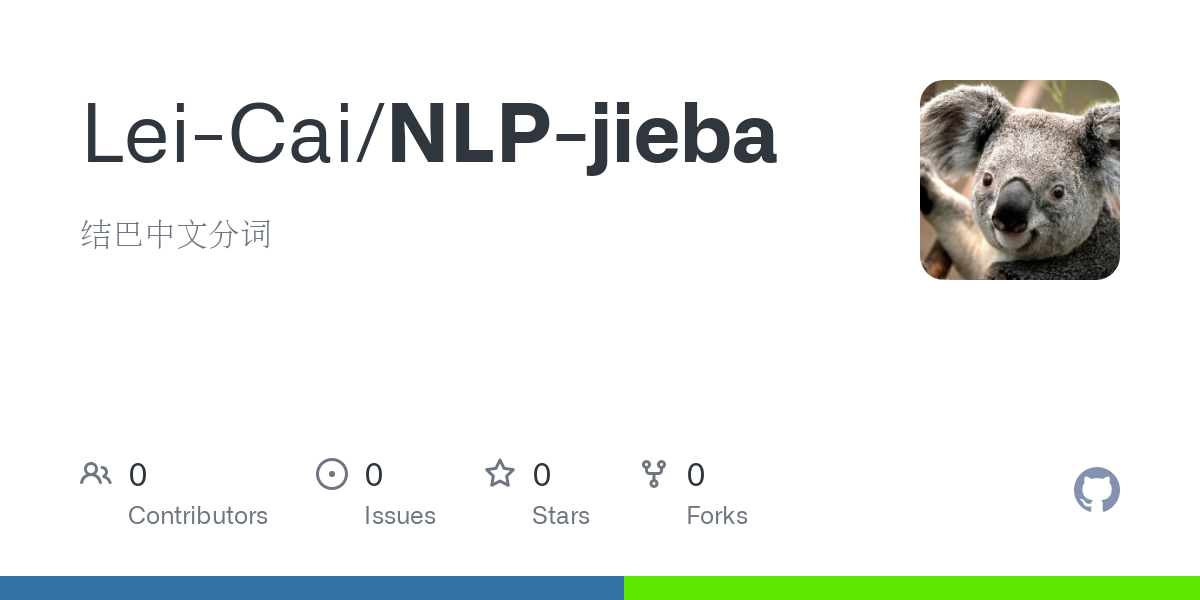 Lei-Cai/NLP-jieba
结巴中文分词
0 0 0 0
Contributors Issues Stars Forks